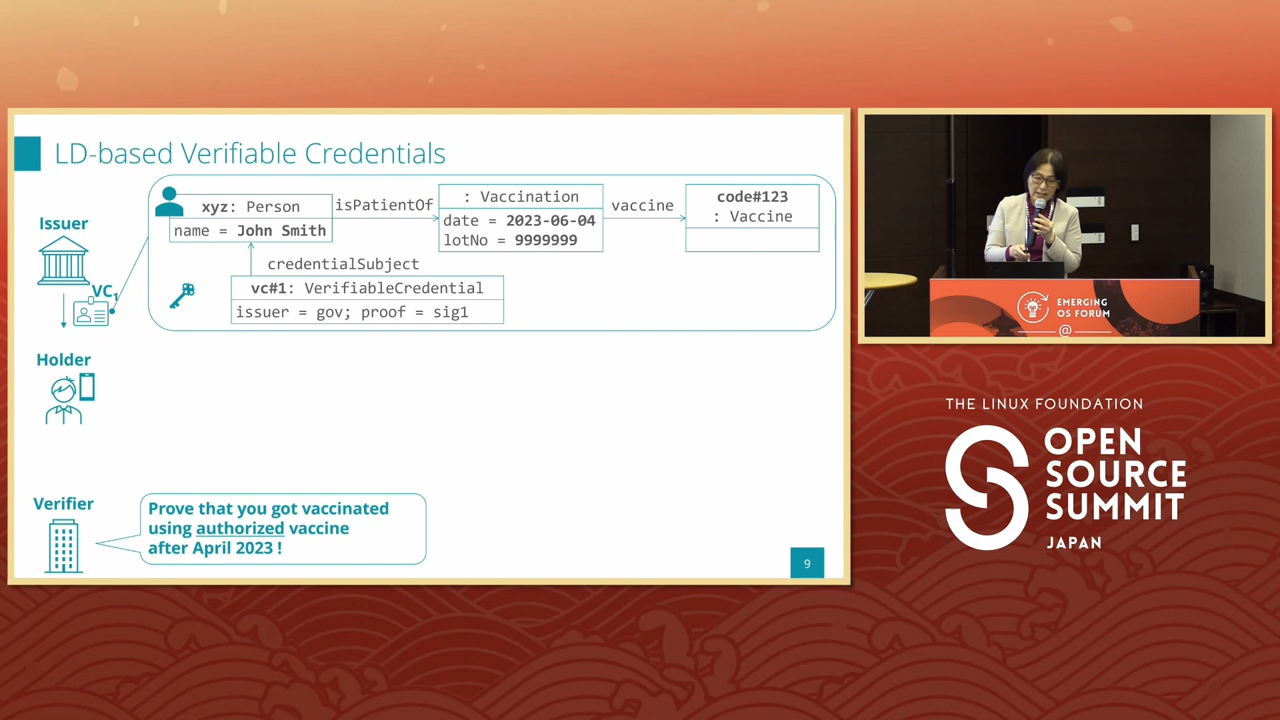 LD-based Verifiable Credentials
Issuer
VC1
xyz: Person
name = John Smith
isPatientOf
: Vaccination
date = 2023-06-04
lotNo = 9999999
vaccine
code#123
: Vaccine
credentialSubject
vc#1: VerifiableCredential
issuer = gov; proof = sig1
Holder
Verifier
Prove that you got vaccinated
using authorized vaccine
after April 2023 !
9
EMERGING
OS FORUM
@
THE LINUX FOUNDATION
OPEN
SOURCE
SUMMIT
JAPAN